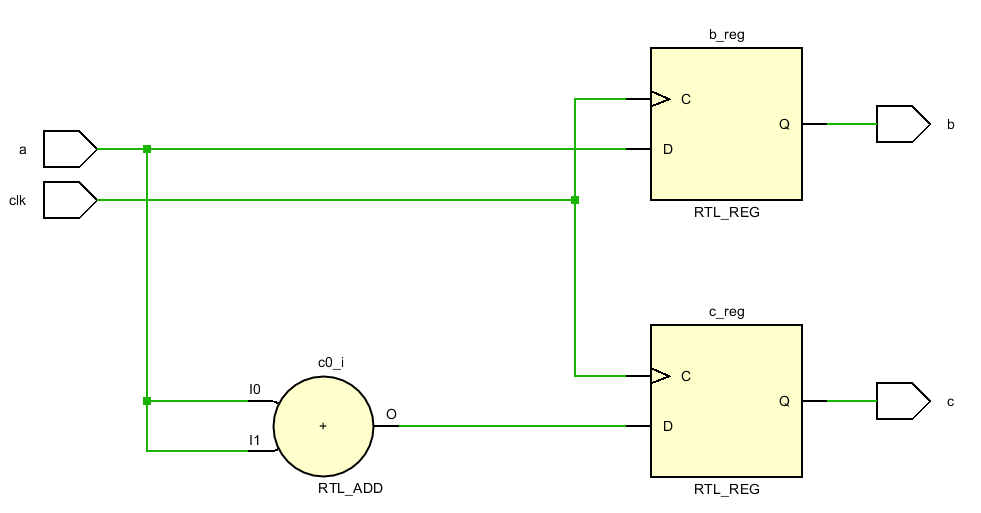 b_reg
C
Q
b
a
D
clk
RTL_REG
c_reg
c0_i
C
I0
Q
c
O
+
D
I1
RTL_ADD
RTL_REG